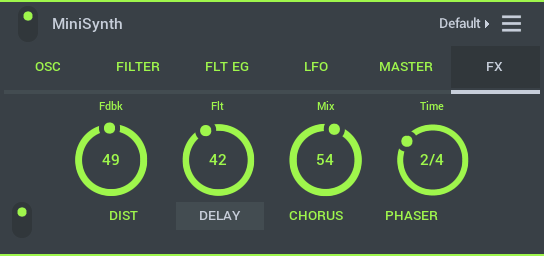 MiniSynth Default
OSC FILTER FLT EG LFO MASTER FX
Fdbk Flt Mix Time
49 42 54 2/4
DIST DELAY CHORUS PHASER